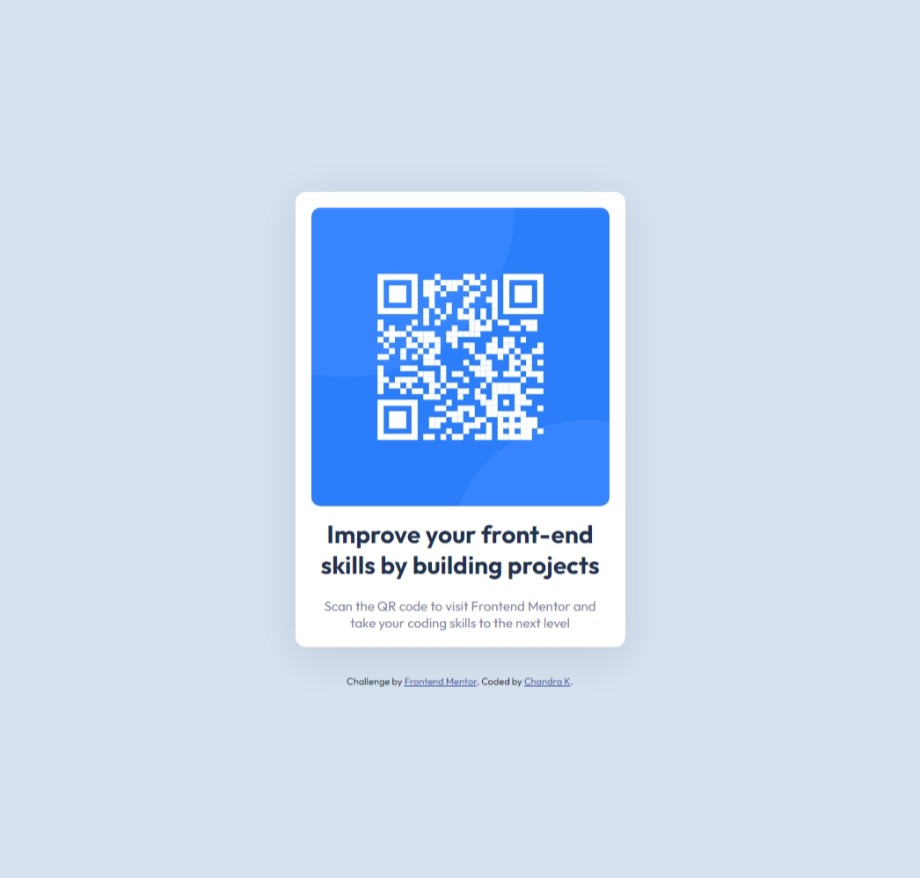 Improve your front-end
skills by building projects
Scan the QR code to visit Frontend Mentor and
take your coding skills to the next level
Challenge by Frontend Mentor. Coded by Chandra K.